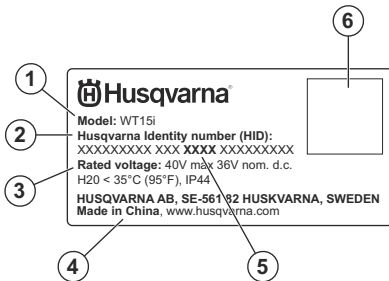 6
1
Husqvarna
Model: WT15i
2
Husqvarna Identity number (HID):
XXXXXXXXX XXX XXXX XXXXXXXXX
Rated voltage: 40V max 36V nom. d.c.
3
H20 < 35°C (95°F), IP44
HUSQVARNA AB, SE-561 82 HUSKVARNA, SWEDEN
Made in China, www.husqvarna.com
4
5